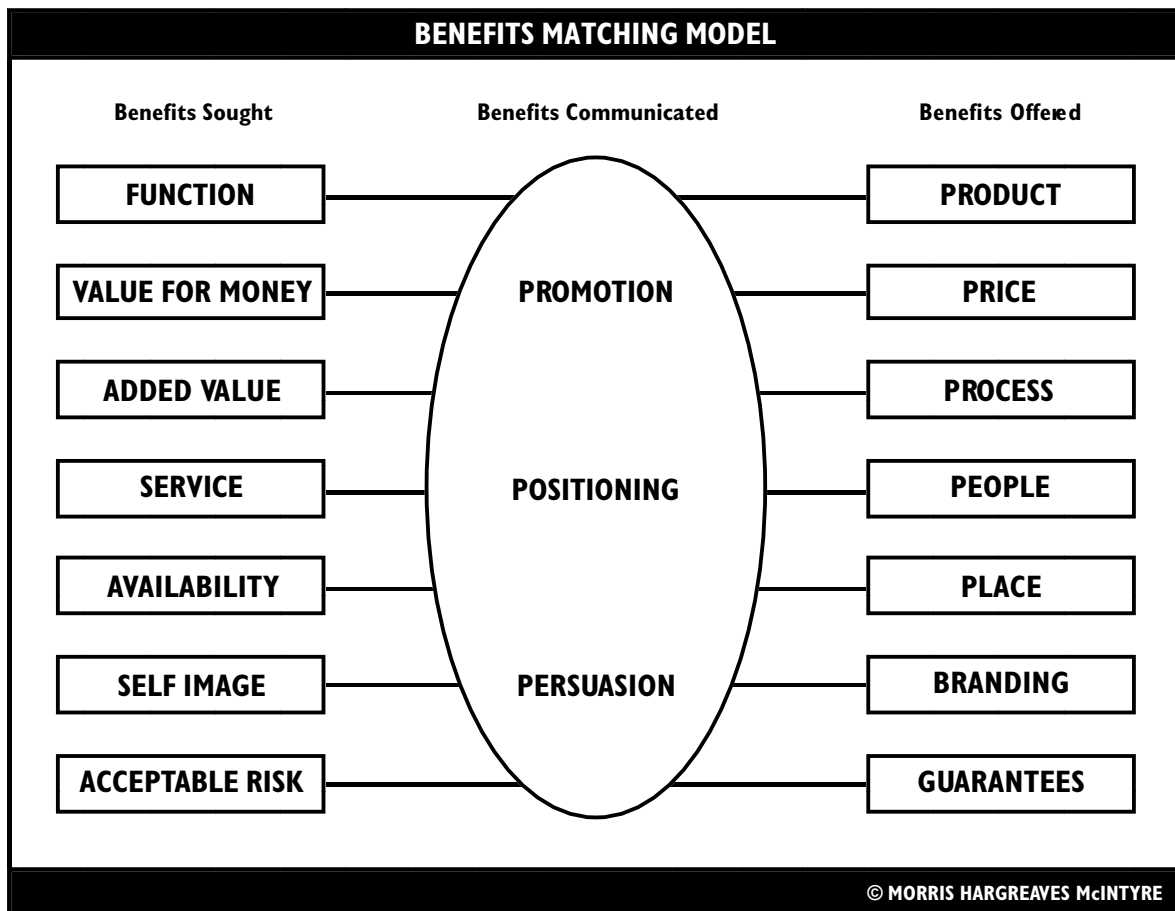 BENEFITS MATCHING MODEL
Benefits Sought Benefits Communicated Benefits Offered
FUNCTION PRODUCT
VALUE FOR MONEY PROMOTION PRICE
ADDED VALUE PROCESS
SERVICE POSITIONING PEOPLE
AVAILABILITY PLACE
SELF IMAGE PERSUASION BRANDING
ACCEPTABLE RISK GUARANTEES
© MORRIS HARGREAVES McINTYRE